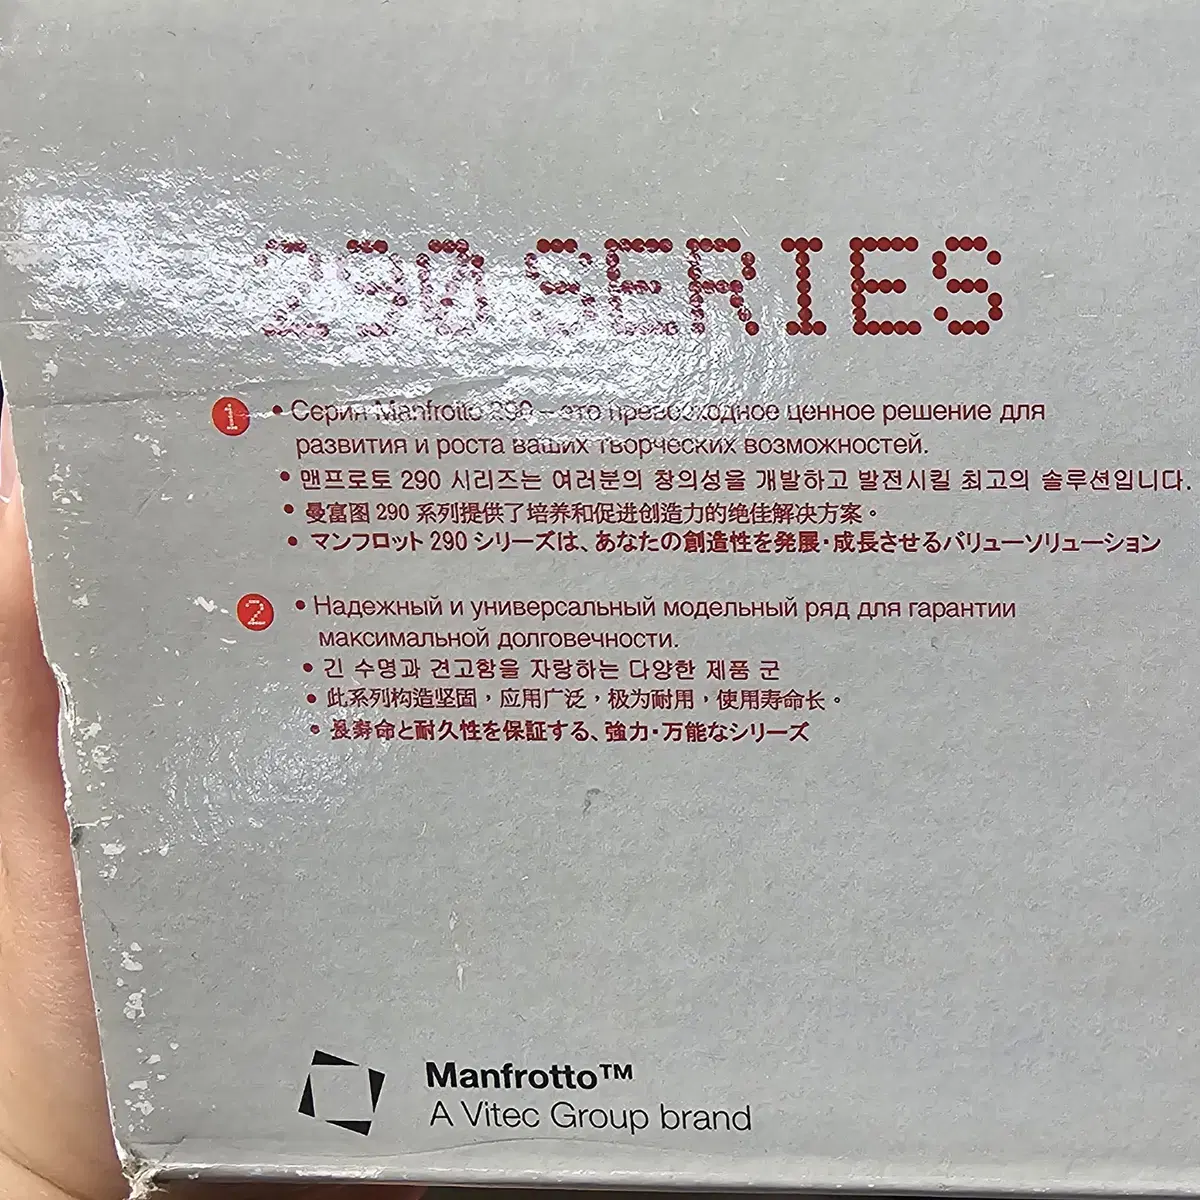 290 SERIES
1
• Серия Manfrotto 290 – это превосходное ценное решение для
развития и роста ваших творческих возможностей.
• 맨프로토 290 시리즈는 여러분의 창의성을 개발하고 발전시킬 최고의 솔루션입니다.
• 曼富图 290 系列提供了培养和促进创造力的绝佳解决方案。
• マンフロット 290 シリーズは、あなたの創造性を発展・成長させるバリューソリューション
2
• Надежный и универсальный модельный ряд для гарантии
максимальной долговечности.
• 긴 수명과 견고함을 자랑하는 다양한 제품 군
• 此系列构造坚固，应用广泛，极为耐用，使用寿命长。
• 長寿命と耐久性を保証する、強力・万能なシリーズ
Manfrotto™
A Vitec Group brand